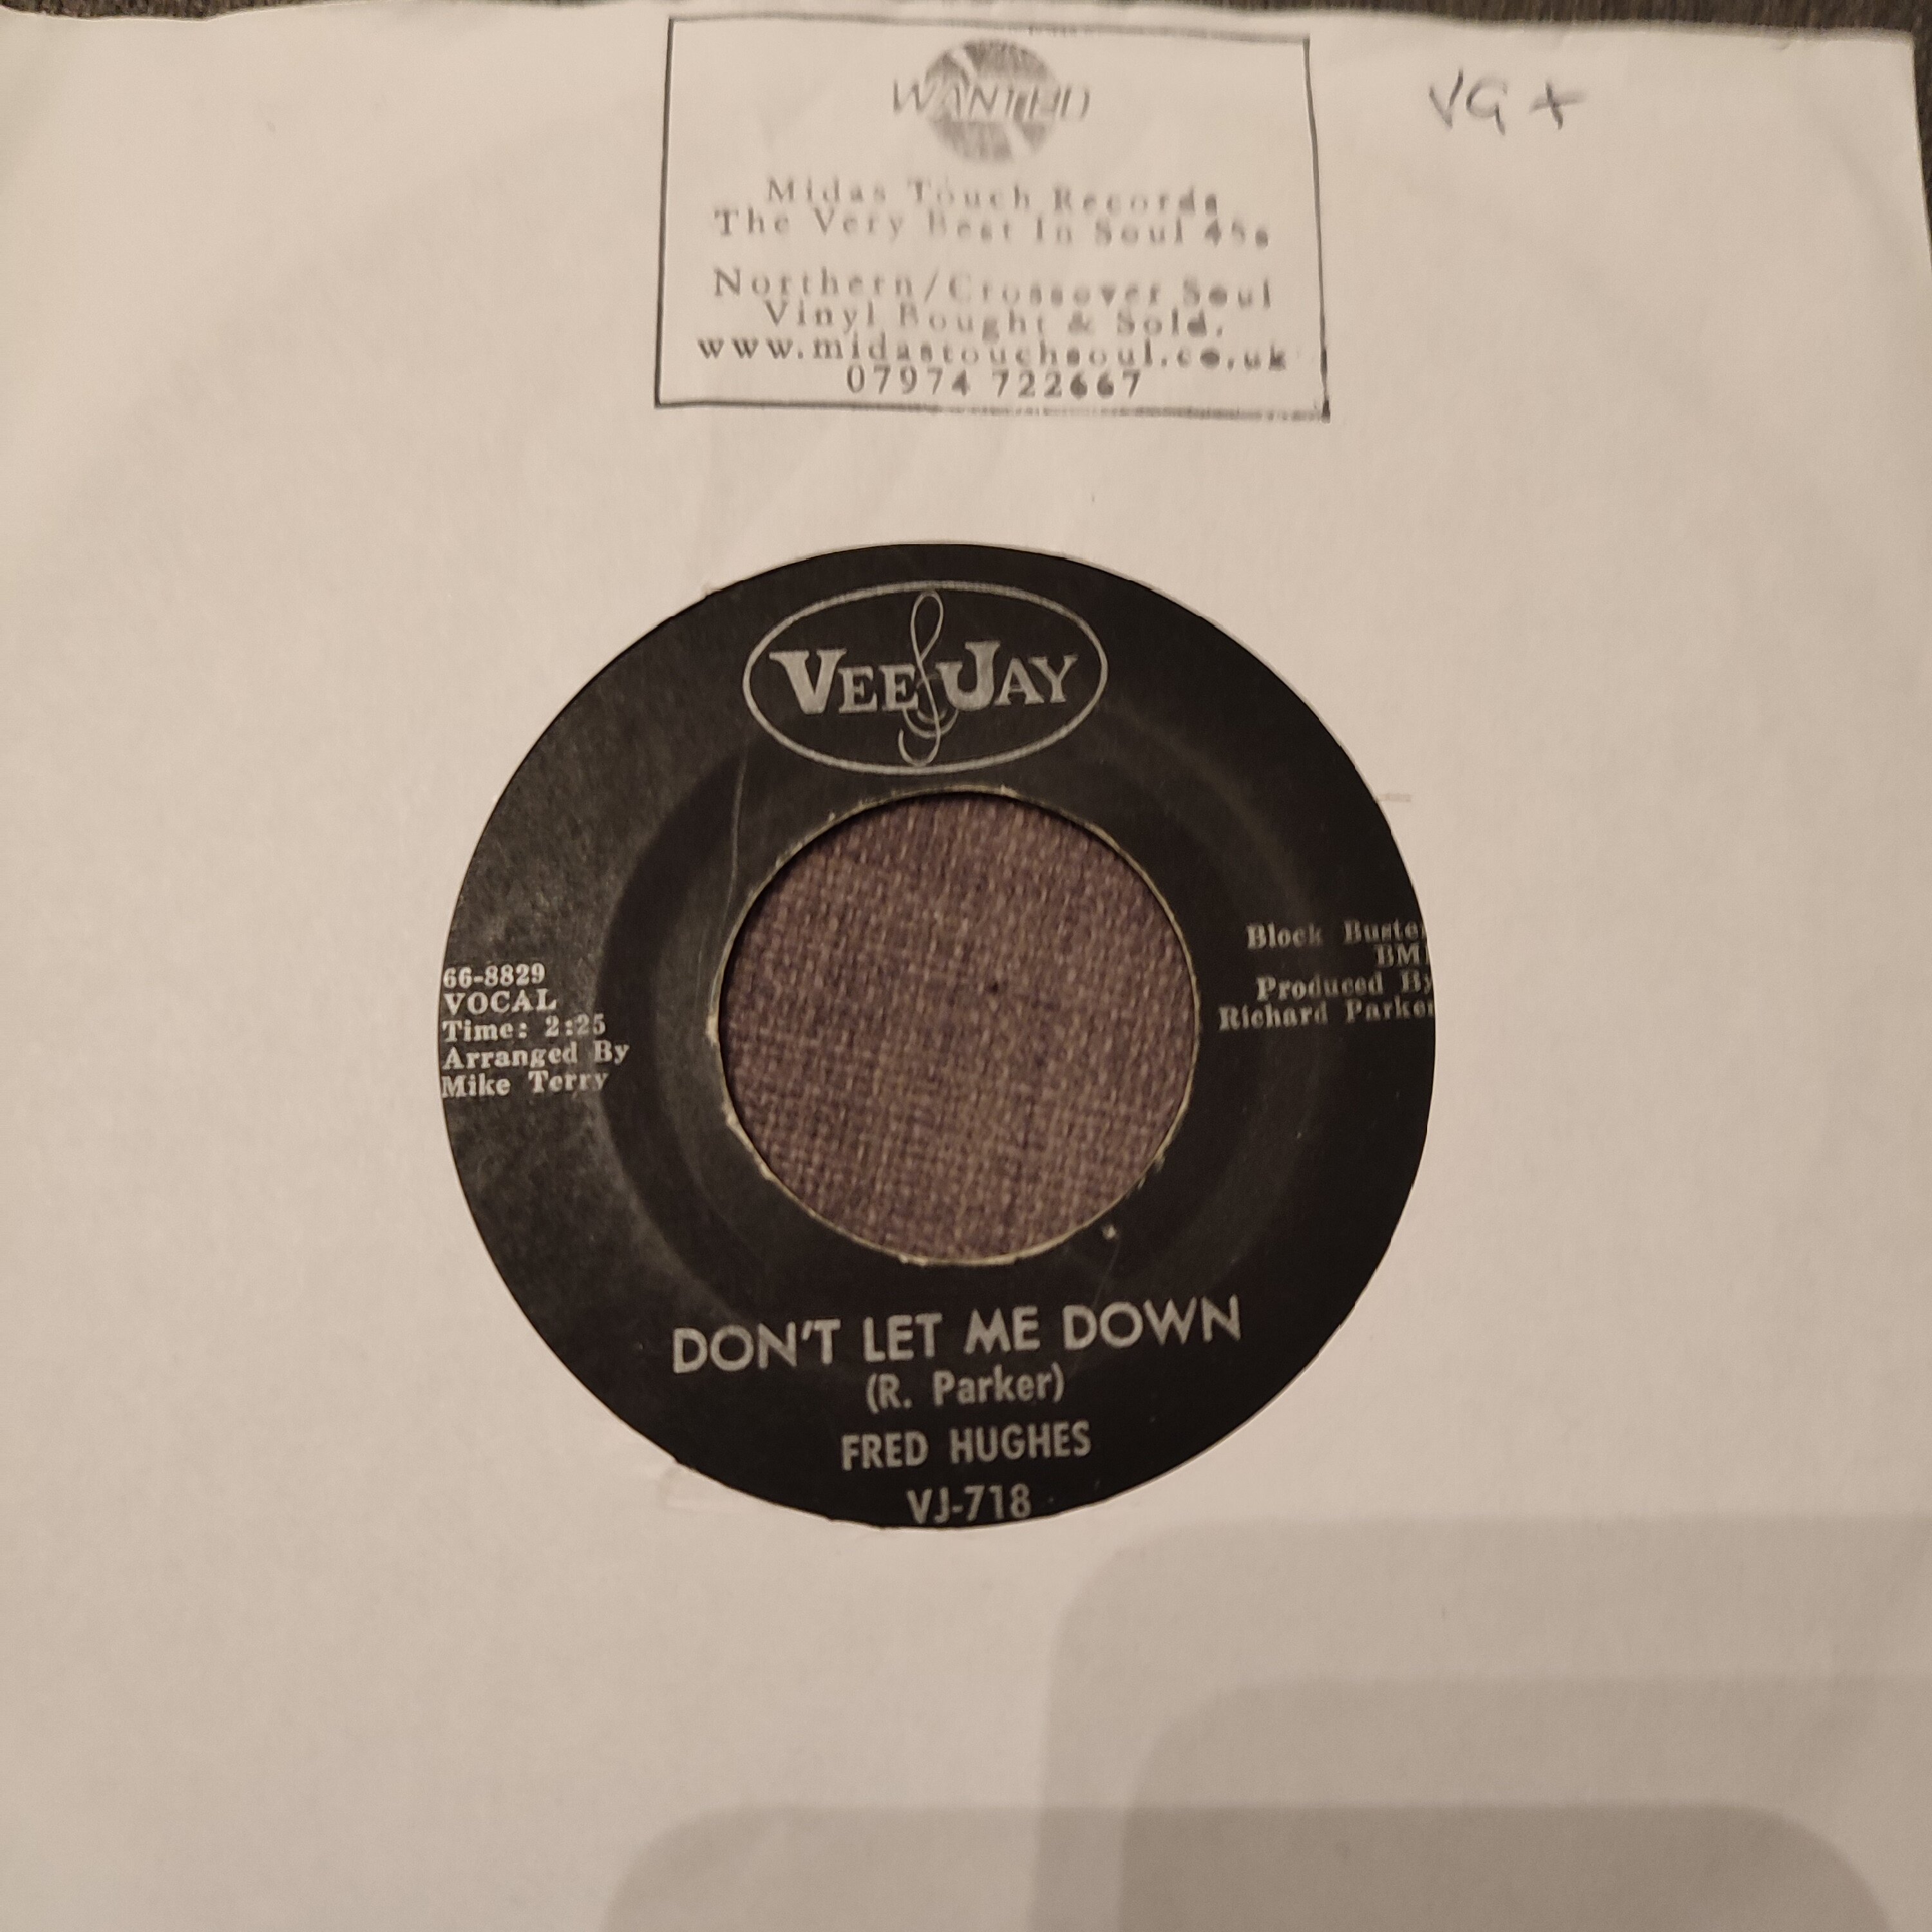 WANTED
VG+
Midas Touch Records
The Very Best In Soul 45s
Northern/Crossover Soul
Vinyl Bought & Sold.
www.midastouchsoul.co.uk
07974 722667
VEE JAY
66-8829
VOCAL
Time: 2:25
Arranged By
Mike Terry
Block Buster
BMI
Produced By
Richard Parker
DON'T LET ME DOWN
(R. Parker)
FRED HUGHES
VJ-718